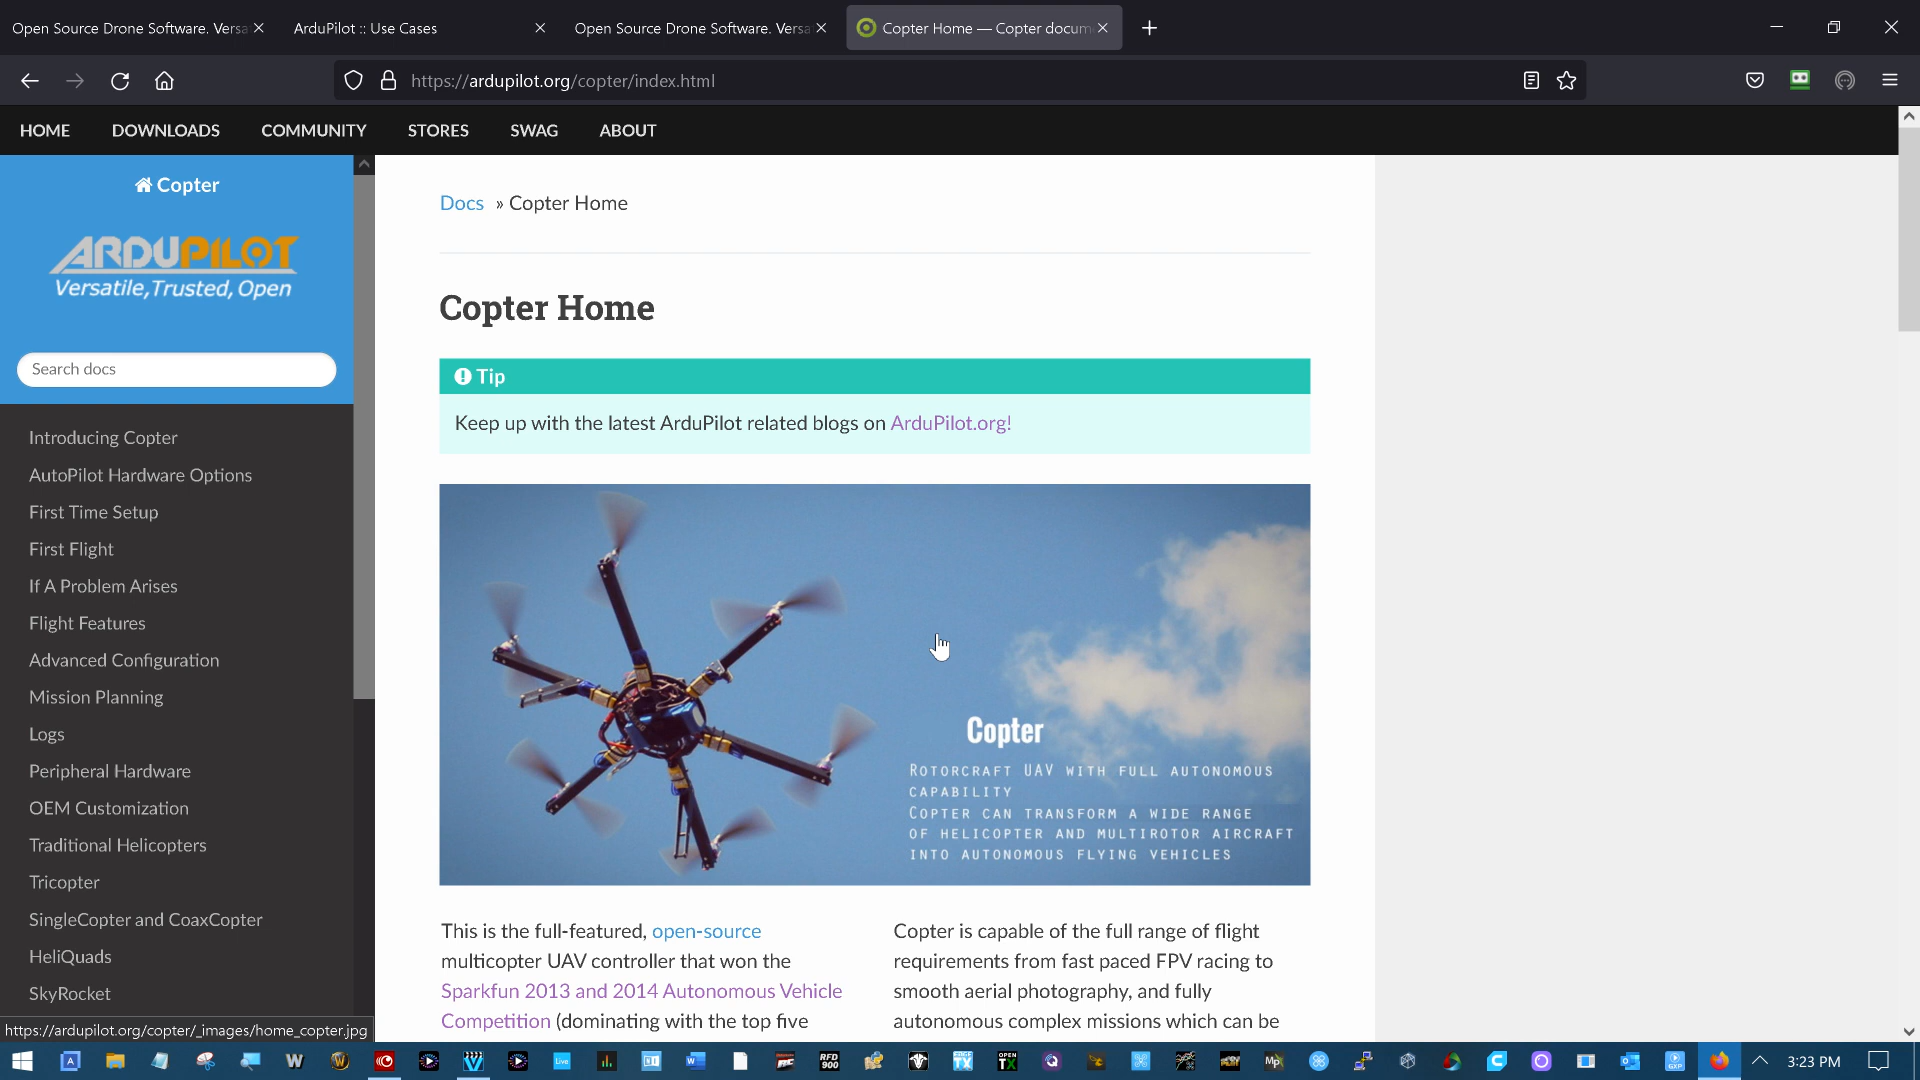 Open Source Drone Software. Versa
ArduPilot :: Use Cases
Open Source Drone Software. Versa
Copter Home — Copter docum
https://ardupilot.org/copter/index.html
HOME
DOWNLOADS
COMMUNITY
STORES
SWAG
ABOUT
Copter
ARDUPILOT
Versatile,Trusted, Open
Search docs
Introducing Copter
AutoPilot Hardware Options
First Time Setup
First Flight
If A Problem Arises
Flight Features
Advanced Configuration
Mission Planning
Logs
Peripheral Hardware
OEM Customization
Traditional Helicopters
Tricopter
SingleCopter and CoaxCopter
HeliQuads
SkyRocket
https://ardupilot.org/copter/_images/home_copter.jpg
Docs » Copter Home
Copter Home
Tip
Keep up with the latest ArduPilot related blogs on ArduPilot.org!
Copter
ROTORCRAFT UAV WITH FULL AUTONOMOUS
CAPABILITY
COPTER CAN TRANSFORM A WIDE RANGE
OF HELICOPTER AND MULTIROTOR AIRCRAFT
INTO AUTONOMOUS FLYING VEHICLES
This is the full-featured, open-source
multicopter UAV controller that won the
Sparkfun 2013 and 2014 Autonomous Vehicle
Competition (dominating with the top five
Copter is capable of the full range of flight
requirements from fast paced FPV racing to
smooth aerial photography, and fully
autonomous complex missions which can be
3:23 PM